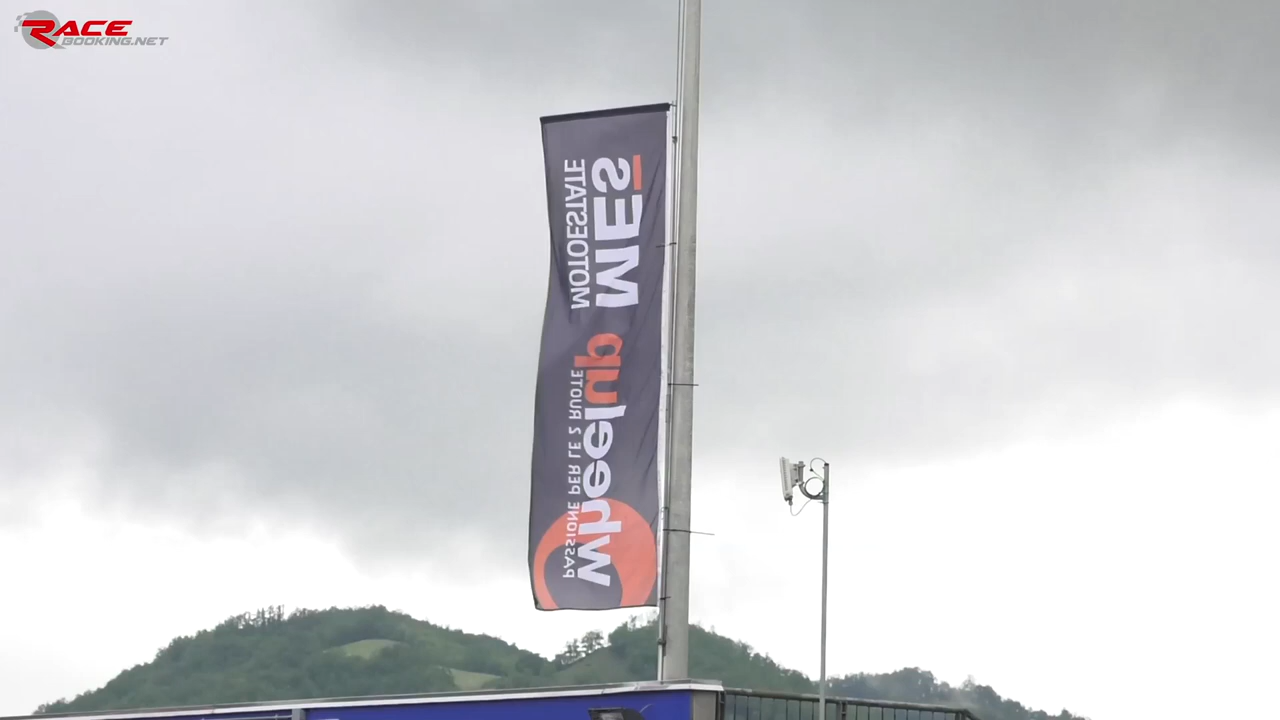 RACE
BOOKING.NET
MES
MOTOESTATE
wheelup
PASSIONE PER LE 2 RUOTE